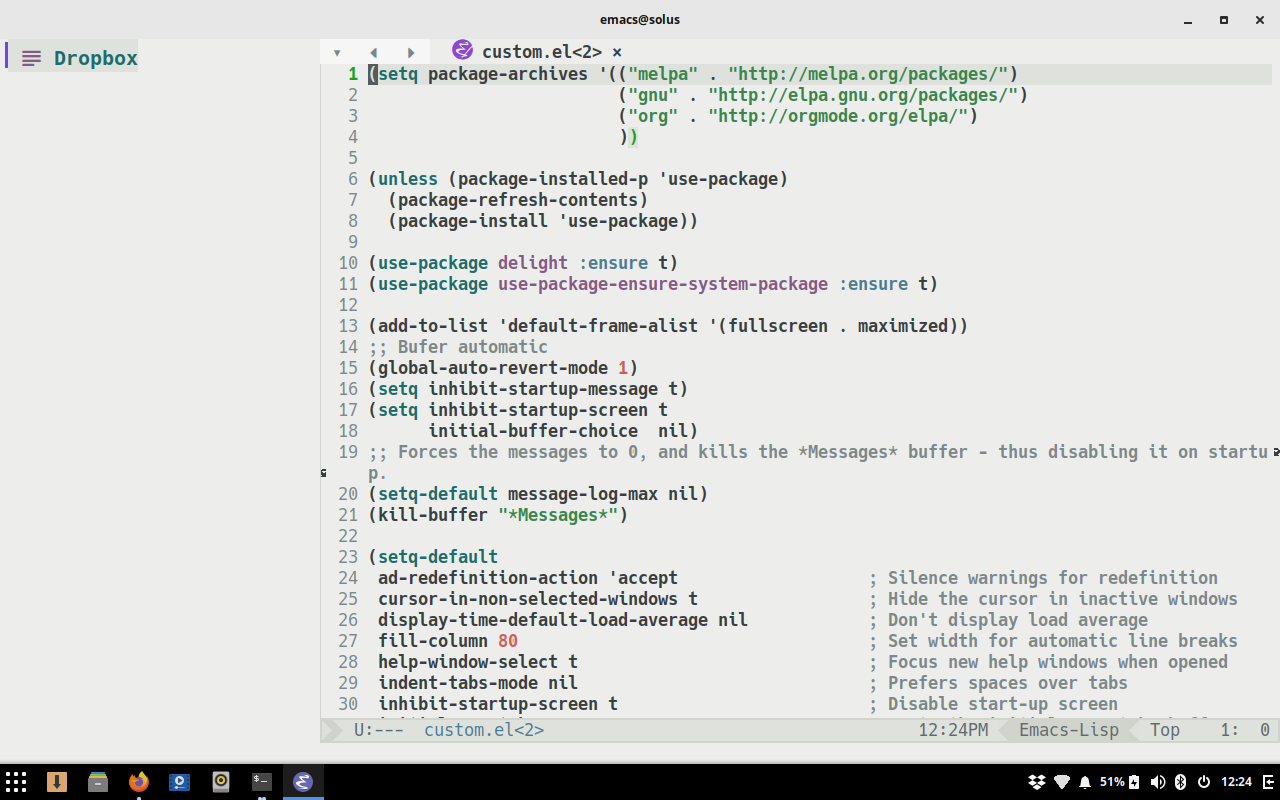 emacs@solus
Dropbox
custom.el<2> ×
1 (setq package-archives '(("melpa" . "http://melpa.org/packages/")
2                          ("gnu" . "http://elpa.gnu.org/packages/")
3                          ("org" . "http://orgmode.org/elpa/")
4                          ))
5
6 (unless (package-installed-p 'use-package)
7   (package-refresh-contents)
8   (package-install 'use-package))
9
10 (use-package delight :ensure t)
11 (use-package use-package-ensure-system-package :ensure t)
12
13 (add-to-list 'default-frame-alist '(fullscreen . maximized))
14 ;; Bufer automatic
15 (global-auto-revert-mode 1)
16 (setq inhibit-startup-message t)
17 (setq inhibit-startup-screen t
18       initial-buffer-choice  nil)
19 ;; Forces the messages to 0, and kills the *Messages* buffer - thus disabling it on startu
p.
20 (setq-default message-log-max nil)
21 (kill-buffer "*Messages*")
22
23 (setq-default
24  ad-redefinition-action 'accept                   ; Silence warnings for redefinition
25  cursor-in-non-selected-windows t                 ; Hide the cursor in inactive windows
26  display-time-default-load-average nil            ; Don't display load average
27  fill-column 80                                   ; Set width for automatic line breaks
28  help-window-select t                             ; Focus new help windows when opened
29  indent-tabs-mode nil                             ; Prefers spaces over tabs
30  inhibit-startup-screen t                         ; Disable start-up screen
U:--- custom.el<2> 12:24PM Emacs-Lisp Top 1: 0
51% 12:24